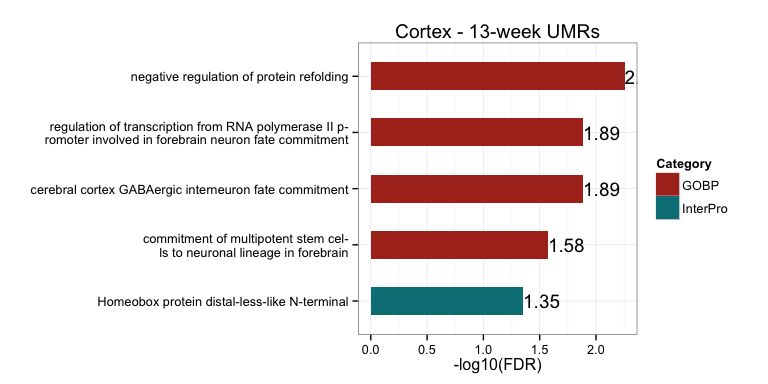 Cortex - 13-week UMRs
negative regulation of protein refolding
2.
regulation of transcription from RNA polymerase II p-
romoter involved in forebrain neuron fate commitment
1.89
cerebral cortex GABAergic interneuron fate commitment
1.89
commitment of multipotent stem cel-
ls to neuronal lineage in forebrain
1.58
Homeobox protein distal-less-like N-terminal
1.35
0.0 0.5 1.0 1.5 2.0
-log10(FDR)
Category
GOBP
InterPro